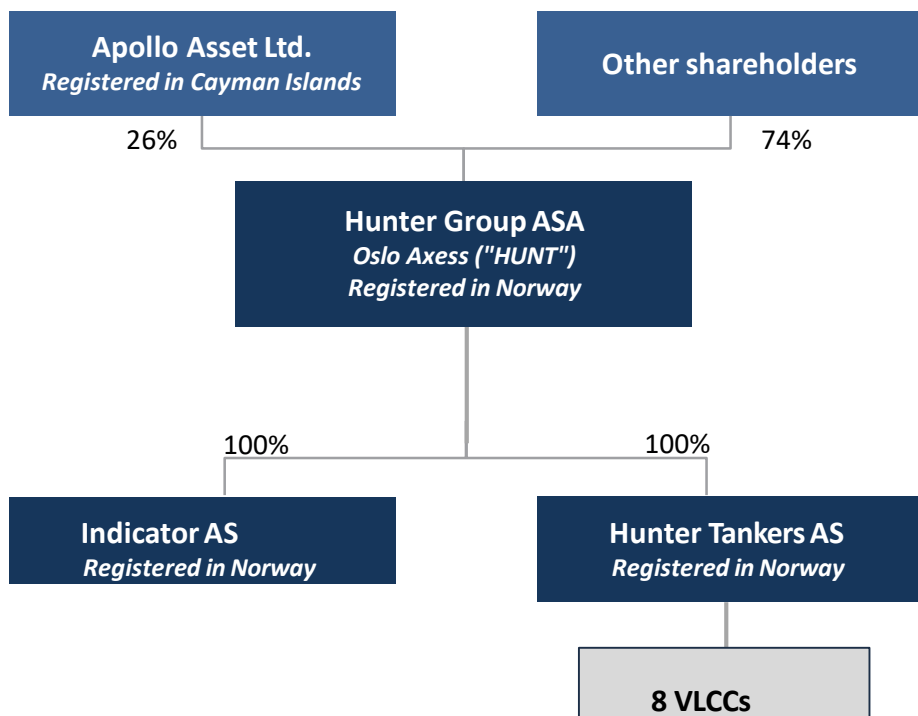 Apollo Asset Ltd.
Registered in Cayman Islands
Other shareholders
26%
74%
Hunter Group ASA
Oslo Axess ("HUNT")
Registered in Norway
100%
100%
Indicator AS
Registered in Norway
Hunter Tankers AS
Registered in Norway
8 VLCCs